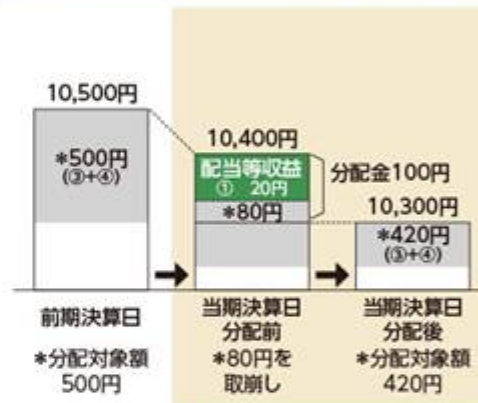 10,500円
*500円
(③+④)
前期決算日
*分配対象額
500円
10,400円
配当等収益
① 20円
*80円
分配金100円
当期決算日
分配前
*80円を
取崩し
10,300円
*420円
(③+④)
当期決算日
分配後
*分配対象額
420円